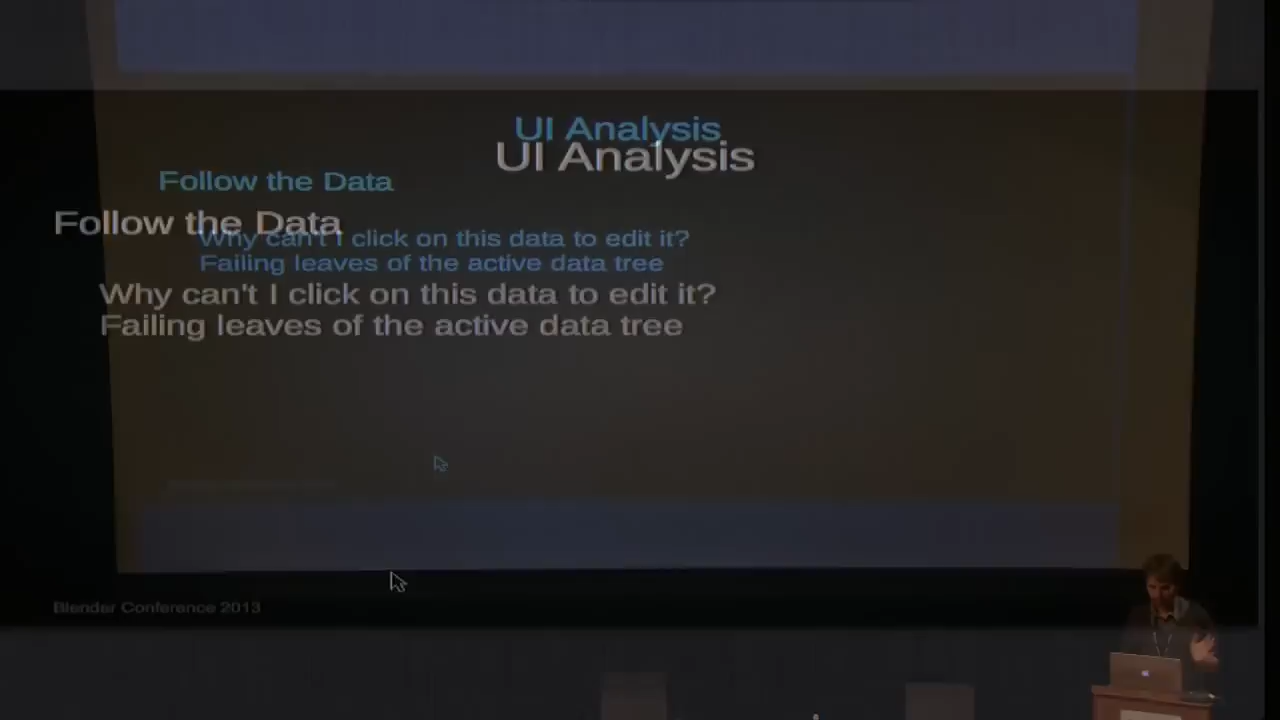 UI Analysis
UI Analysis
Follow the Data
Follow the Data
Why can't I click on this data to edit it?
Failing leaves of the active data tree
Why can't I click on this data to edit it?
Failing leaves of the active data tree
Blender Conference 2013